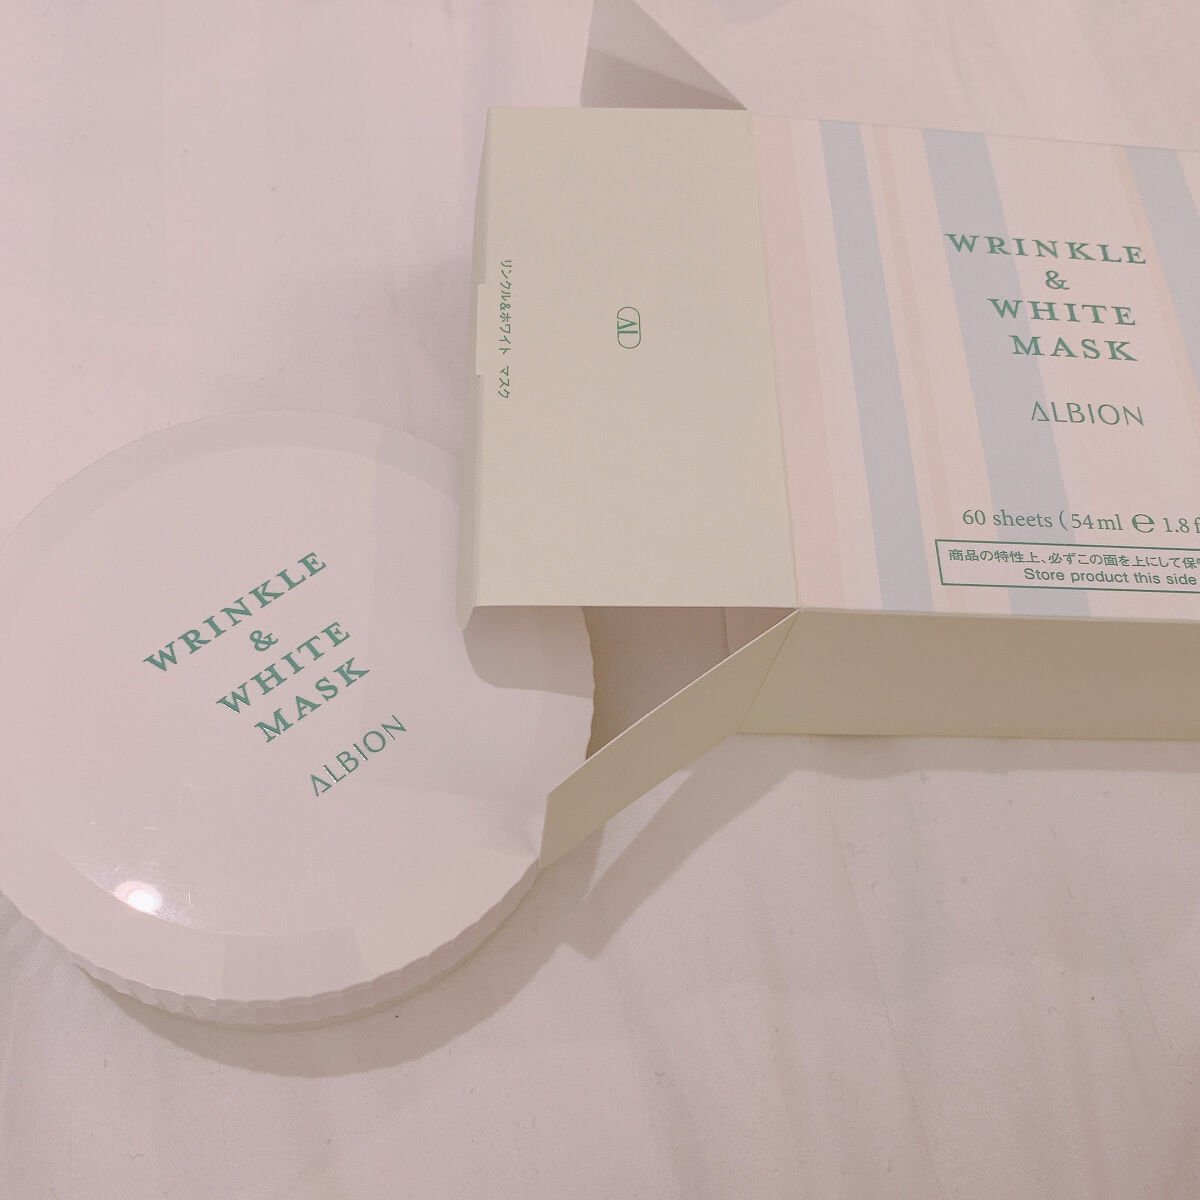 WRINKLE
&
WHITE
MASK
ALBION
リンクル&ホワイト マスク
WRINKLE
&
WHITE
MASK
ALBION
60 sheets (54ml ℮ 1.8
商品の特性上、必ずこの面を上にして保
Store product this side